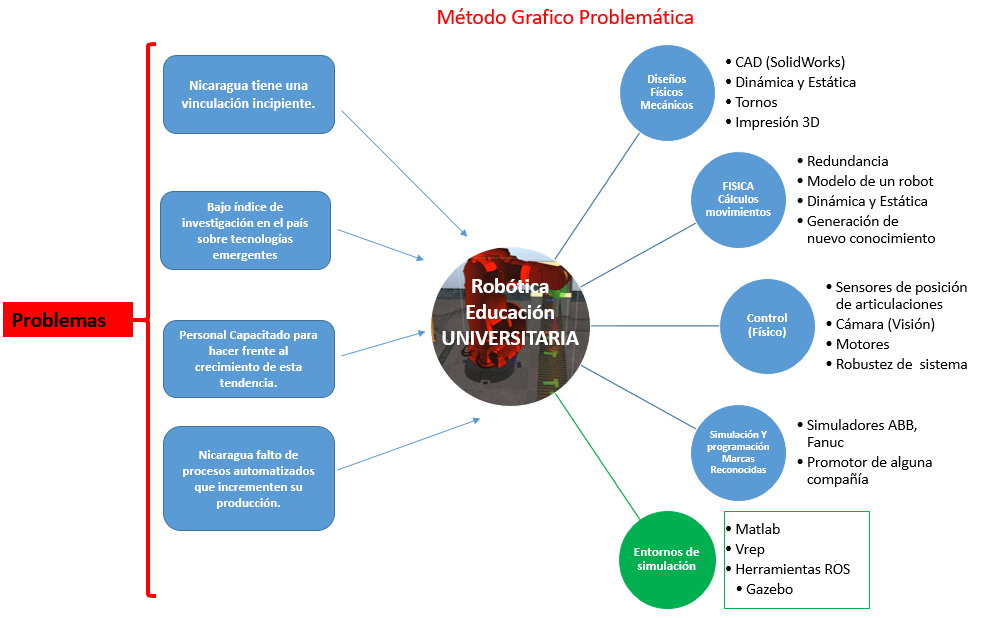 Método Grafico Problemática
Problemas
Nicaragua tiene una
vinculación incipiente.
Bajo índice de
investigación en el país
sobre tecnologías
emergentes
Personal Capacitado para
hacer frente al
crecimiento de esta
tendencia.
Nicaragua falto de
procesos automatizados
que incrementen su
producción.
Robótica
Educación
UNIVERSITARIA
Diseños
Físicos
Mecánicos
• CAD (SolidWorks)
• Dinámica y Estática
• Tornos
• Impresión 3D
FISICA
Cálculos
movimientos
• Redundancia
• Modelo de un robot
• Dinámica y Estática
• Generación de
nuevo conocimiento
Control
(Físico)
• Sensores de posición
de articulaciones
• Cámara (Visión)
• Motores
• Robustez de sistema
Simulación Y
programación
Marcas
Reconocidas
• Simuladores ABB,
Fanuc
• Promotor de alguna
compañía
Entornos de
simulación
• Matlab
• Vrep
• Herramientas ROS
• Gazebo